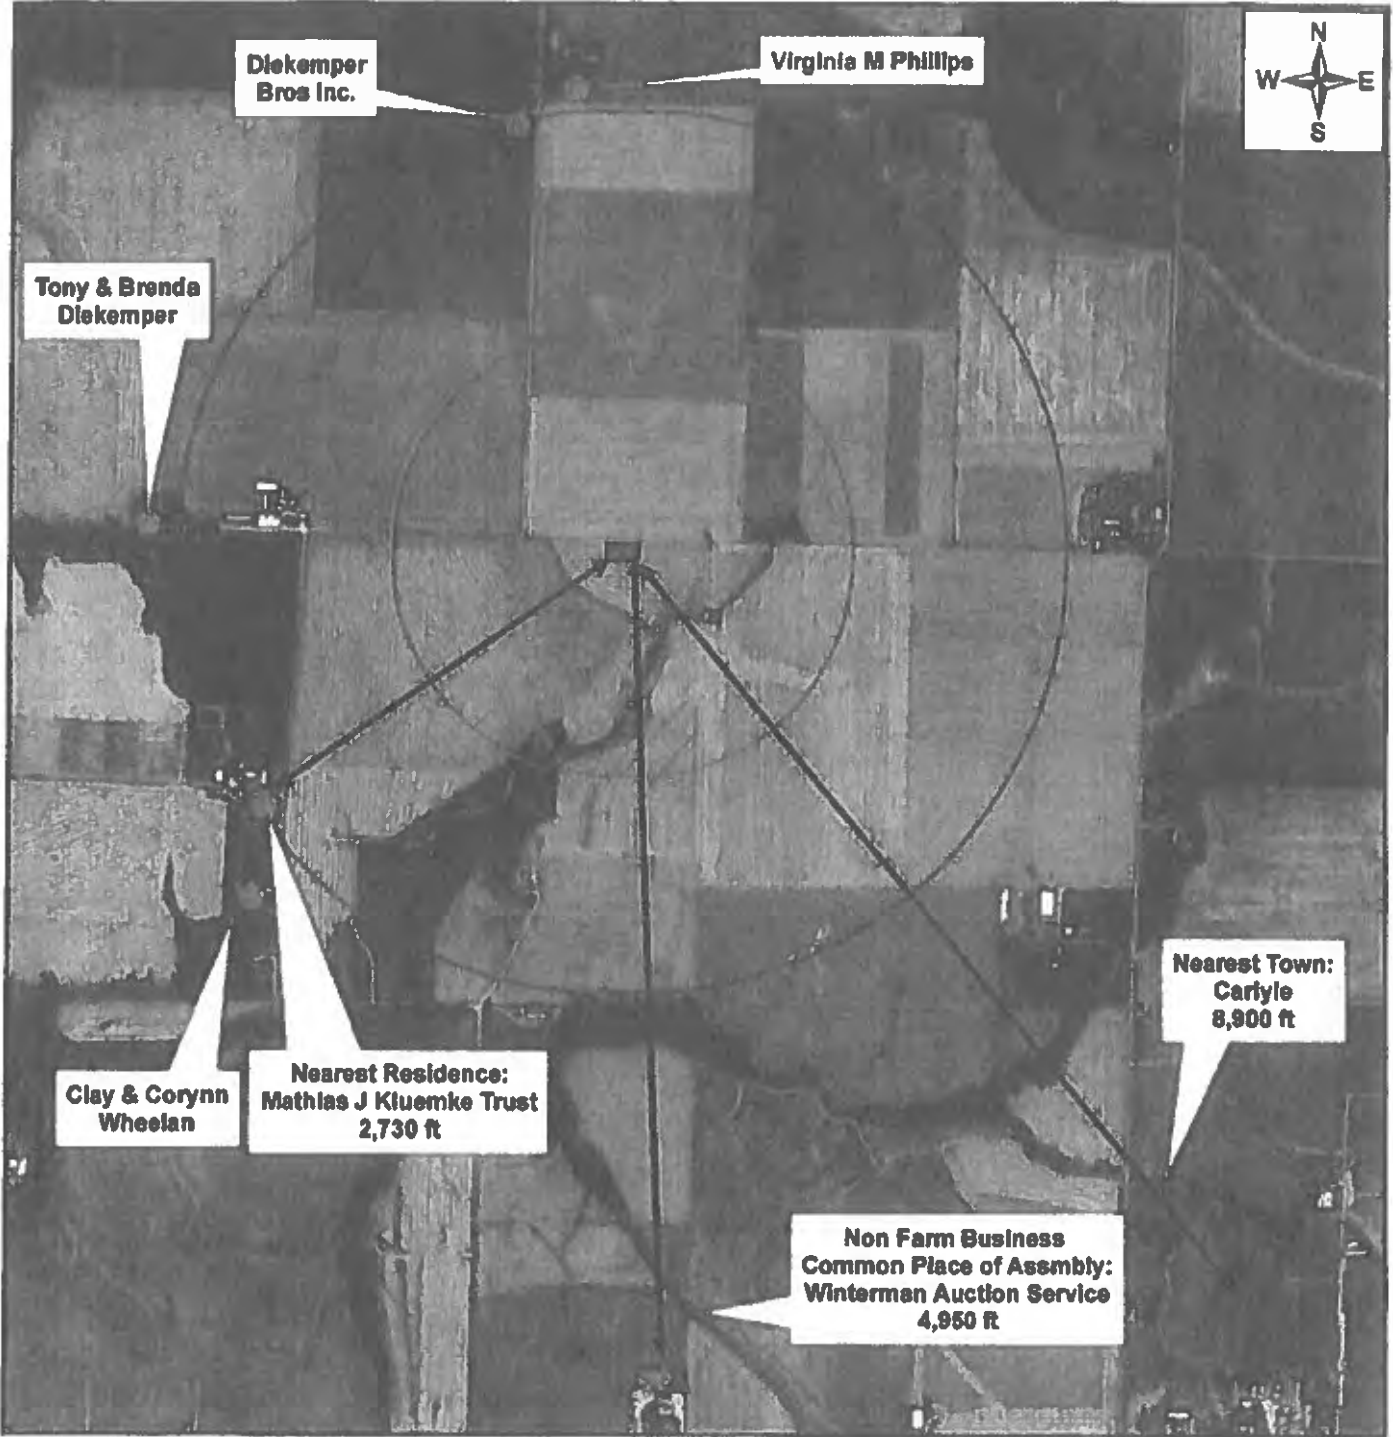 Diekemper
Bros Inc.
Virginia M Phillips
N
W E
S
Tony & Brenda
Diekemper
Nearest Town:
Carlyle
8,900 ft
Clay & Corynn
Wheelan
Nearest Residence:
Mathias J Kluemke Trust
2,730 ft
Non Farm Business
Common Place of Assmbly:
Winterman Auction Service
4,950 ft